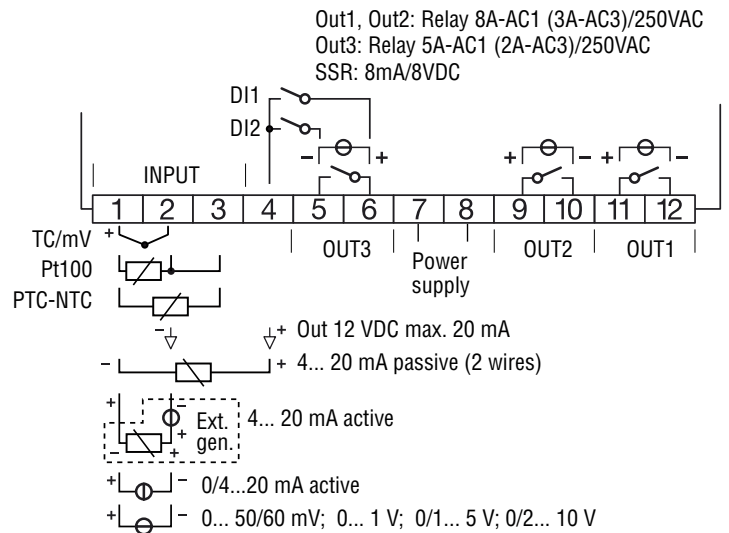 Out1, Out2: Relay 8A-AC1 (3A-AC3)/250VAC
Out3: Relay 5A-AC1 (2A-AC3)/250VAC
SSR: 8mA/8VDC
DI1
DI2
- + + - + -
INPUT
1 2 3 4 5 6 7 8 9 10 11 12
OUT3 Power supply OUT2 OUT1
TC/mV +
Pt100
PTC-NTC
- + Out 12 VDC max. 20 mA
- + 4... 20 mA passive (2 wires)
+ - Ext. gen. 4... 20 mA active
- + +
+ - 0/4...20 mA active
+ - 0... 50/60 mV; 0... 1 V; 0/1... 5 V; 0/2... 10 V